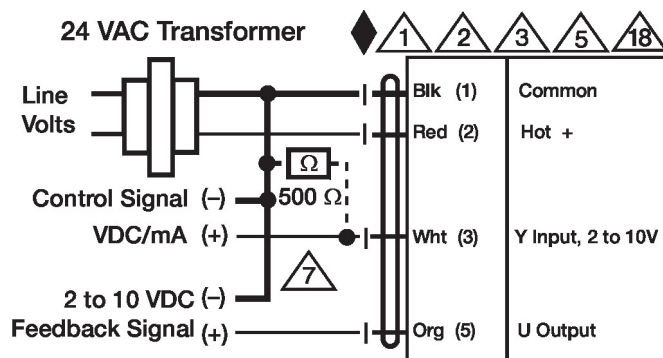 24 VAC Transformer
1 2 3 5 18
Line
Volts
Blk (1) Common
Red (2) Hot +
Ω
500 Ω
Control Signal (–)
VDC/mA (+)
Wht (3) Y Input, 2 to 10V
7
2 to 10 VDC (–)
Feedback Signal (+)
Org (5) U Output